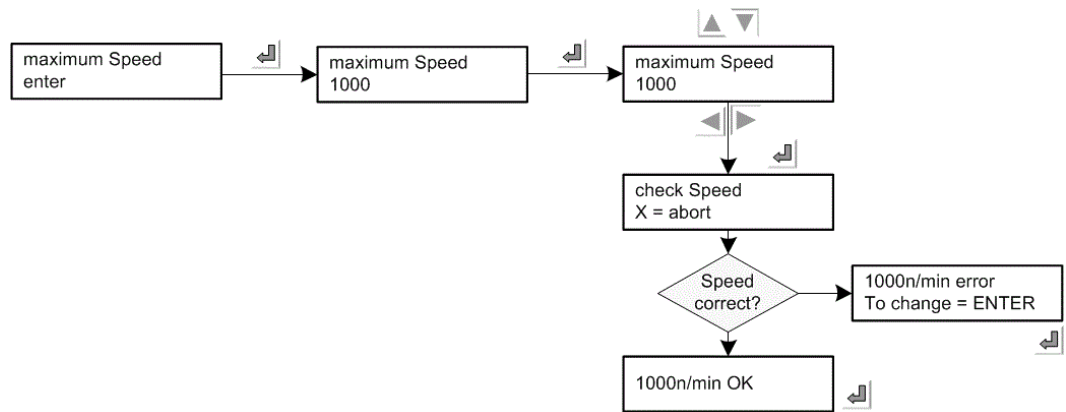 maximum Speed
enter
maximum Speed
1000
maximum Speed
1000
check Speed
X = abort
Speed
correct?
1000n/min error
To change = ENTER
1000n/min OK